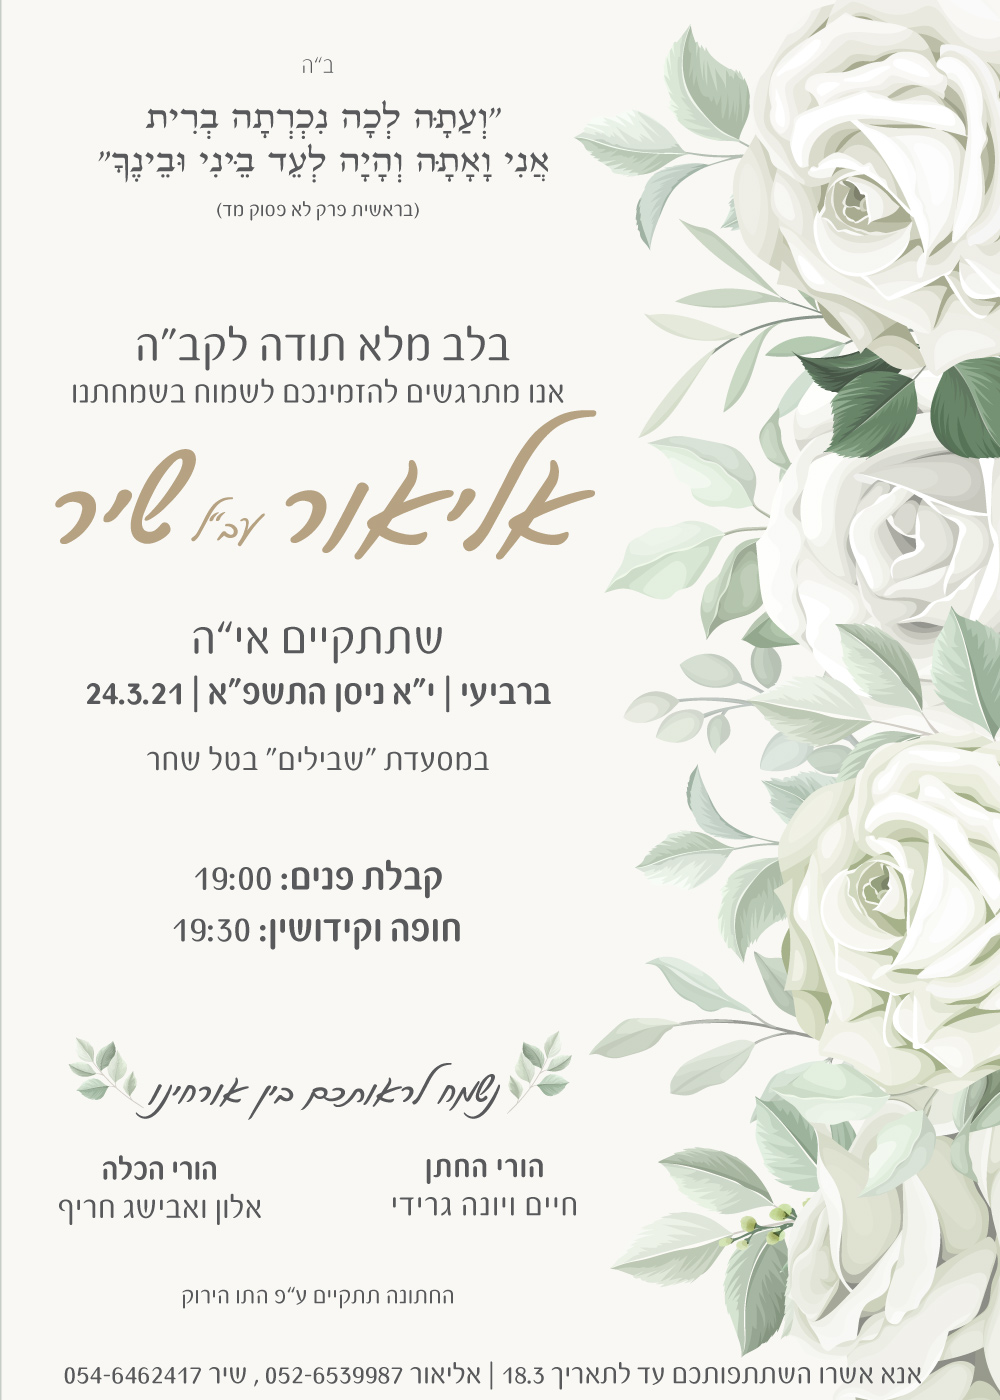 ב"ה
"וְעַתָּה לְכָה נִכְרְתָה בְרִית
אֲנִי וָאָתָּה וְהָיָה לְעֵד בֵּינִי וּבֵינֶךָ"
(בראשית פרק לא פסוק מד)
בלב מלא תודה לקב"ה
אנו מתרגשים להזמינכם לשמוח בשמחתנו
אליאור עב"ל שיר
שתתקיים אי"ה
ברביעי | י"א ניסן התשפ"א | 24.3.21
במסעדת "שבילים" בטל שחר
קבלת פנים: 19:00
חופה וקידושין: 19:30
נשמח לראותכם בין אורחינו
הורי החתן
חיים ויונה גרידי
הורי הכלה
אלון ואבישג חריף
החתונה תתקיים ע"פ התו הירוק
אנא אשרו השתתפותכם עד לתאריך 18.3 | אליאור 052-6539987 , שיר 054-6462417